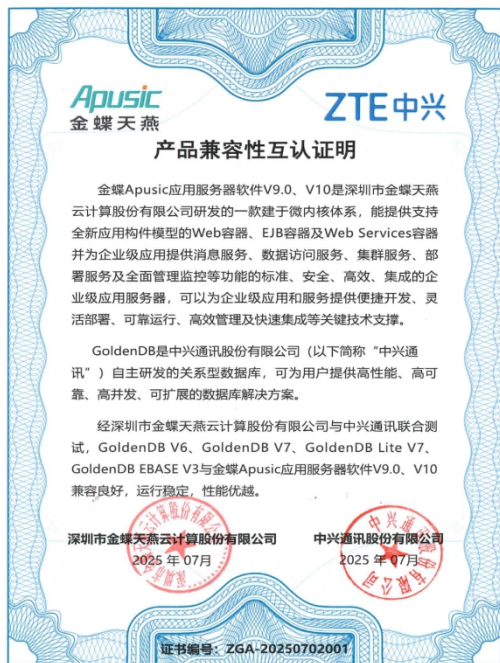 Apusic
金蝶天燕
ZTE中兴
产品兼容性互认证明
金蝶Apusic应用服务器软件V9.0、V10是深圳市金蝶天燕
云计算股份有限公司研发的一款建于微内核体系，能提供支持
全新应用构件模型的Web容器、EJB容器及Web Services容器
并为企业级应用提供消息服务、数据访问服务、集群服务、部
署服务及全面管理监控等功能的标准、安全、高效、集成的企
业级应用服务器，可以为企业级应用和服务提供便捷开发、灵
活部署、可靠运行、高效管理及快速集成等关键技术支撑。
GoldenDB是中兴通讯股份有限公司（以下简称“中兴通
讯”）自主研发的关系型数据库，可为用户提供高性能、高可
靠、高并发、可扩展的数据库解决方案。
经深圳市金蝶天燕云计算股份有限公司与中兴通讯联合测
试，GoldenDB V6、GoldenDB V7、GoldenDB Lite V7、
GoldenDB EBASE V3与金蝶Apusic应用服务器软件V9.0、V10
兼容良好，运行稳定，性能优越。
深圳市金蝶天燕云计算股份有限公司
2025 年 07月
中兴通讯股份有限公司
2025 年 07月
证书编号：ZGA-20250702001